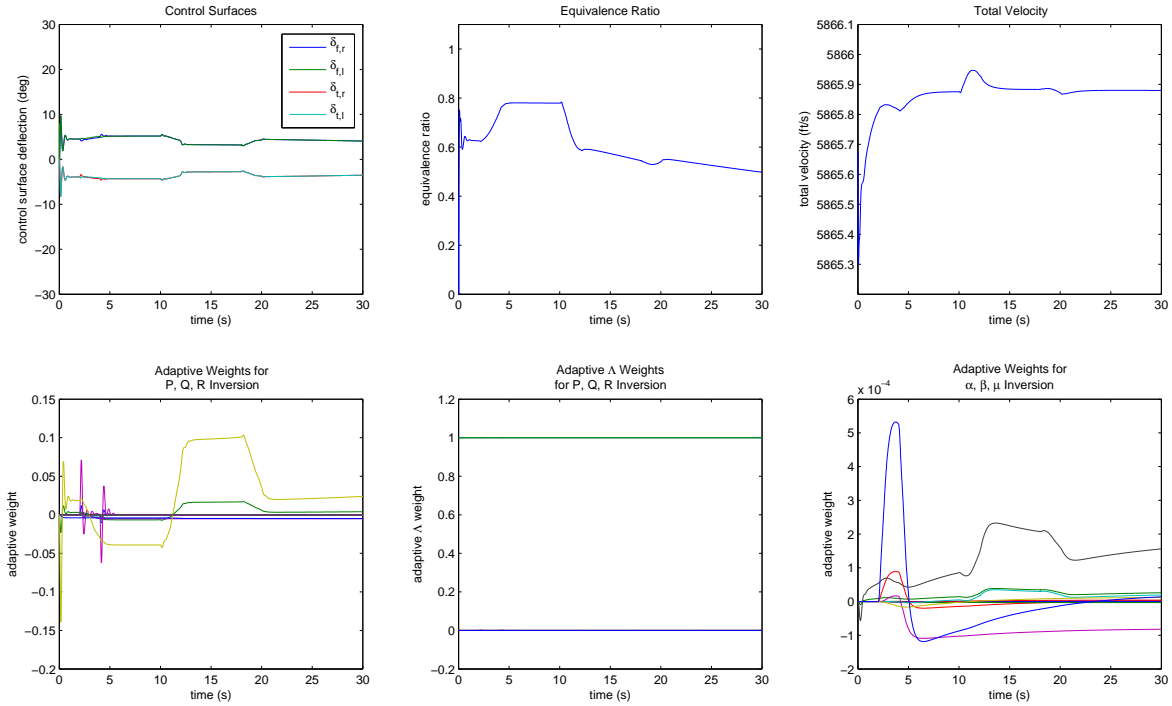 Control Surfaces
30
20
10
0
−10
−20
−30
control surface deflection (deg)
0 5 10 15 20 25 30
time (s)
δf,r
δf,l
δt,r
δt,l
Equivalence Ratio
1
0.8
0.6
0.4
0.2
0
equivalence ratio
0 5 10 15 20 25 30
time (s)
Total Velocity
5866.1
5866
5865.9
5865.8
5865.7
5865.6
5865.5
5865.4
5865.3
total velocity (ft/s)
0 5 10 15 20 25 30
time (s)
Adaptive Weights for
P, Q, R Inversion
0.15
0.1
0.05
0
−0.05
−0.1
−0.15
−0.2
adaptive weight
0 5 10 15 20 25 30
time (s)
Adaptive Λ Weights
for P, Q, R Inversion
1.2
1
0.8
0.6
0.4
0.2
0
−0.2
adaptive Λ weight
0 5 10 15 20 25 30
time (s)
Adaptive Weights for
α, β, μ Inversion
x 10−4
6
5
4
3
2
1
0
−1
−2
adaptive weight
0 5 10 15 20 25 30
time (s)